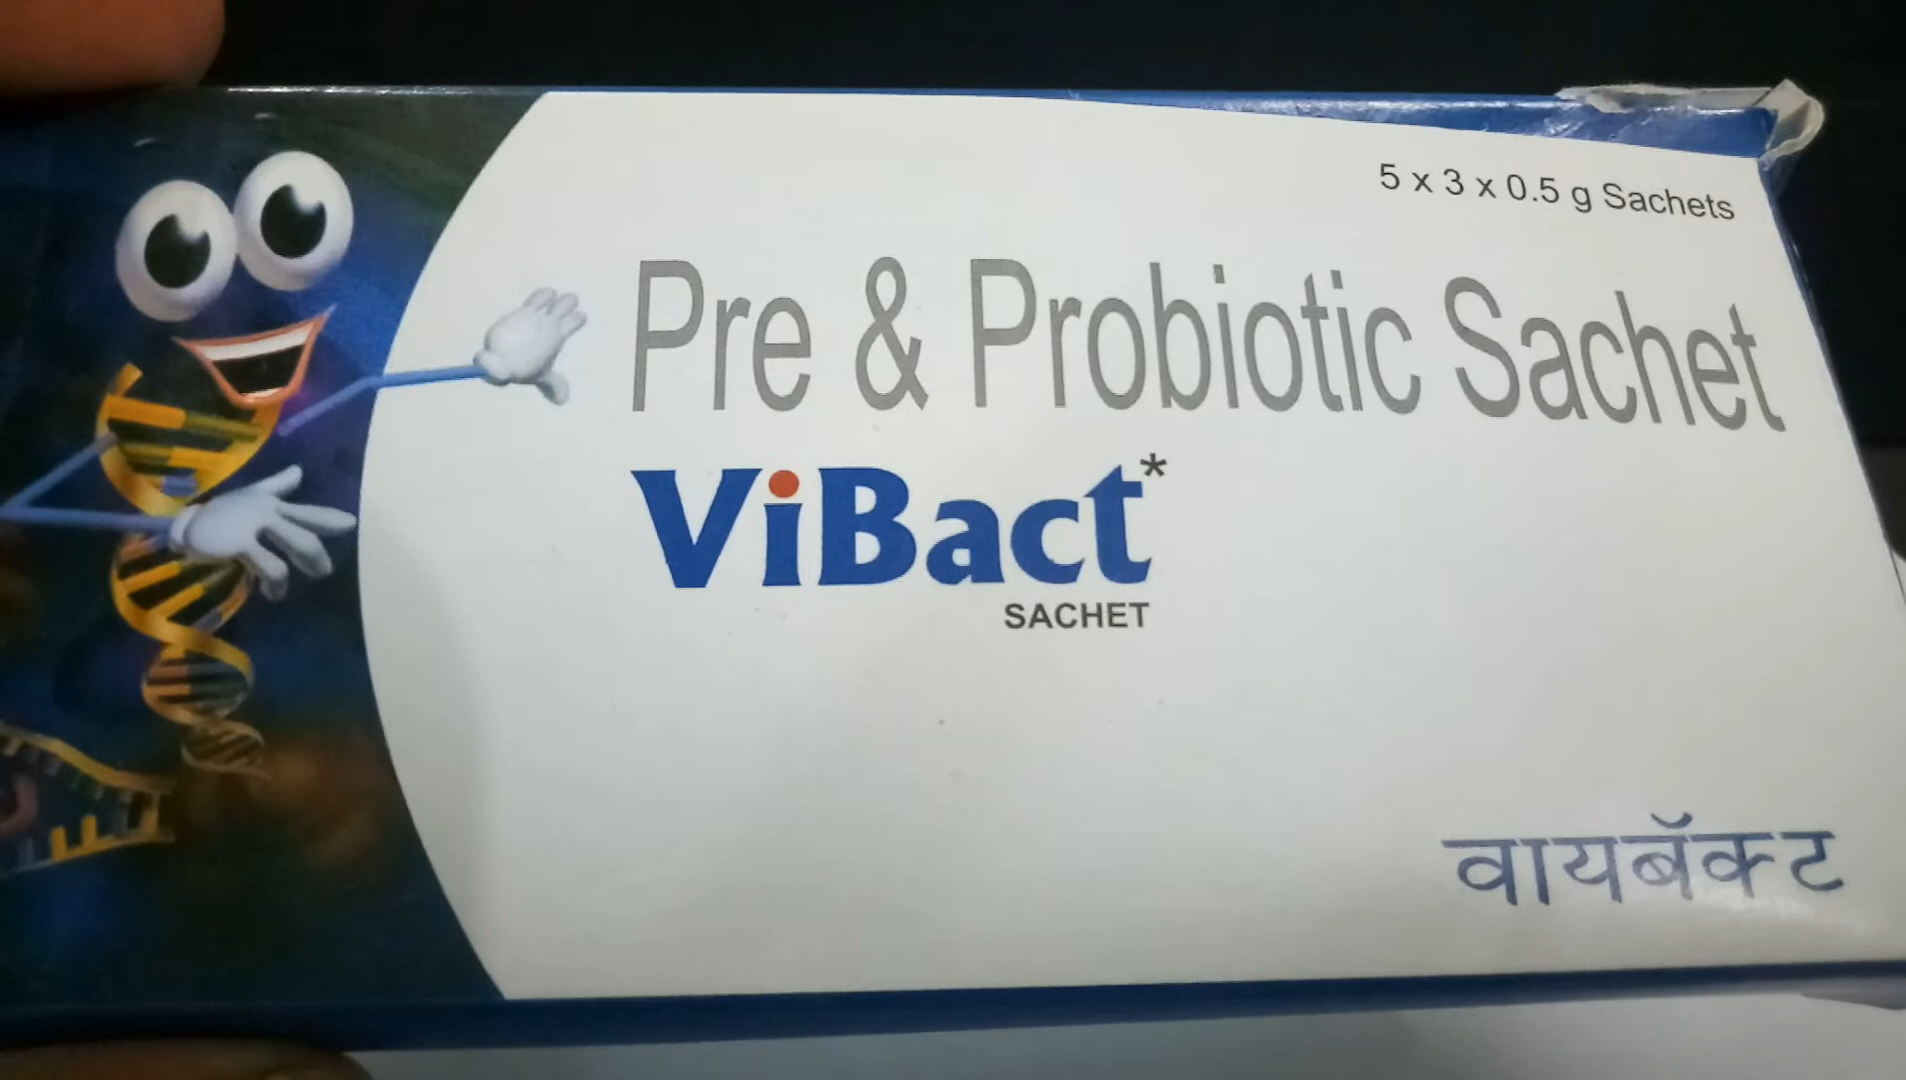 5 x 3 x 0.5 g Sachets
Pre & Probiotic Sachet
ViBact*
SACHET
वायबॅक्ट